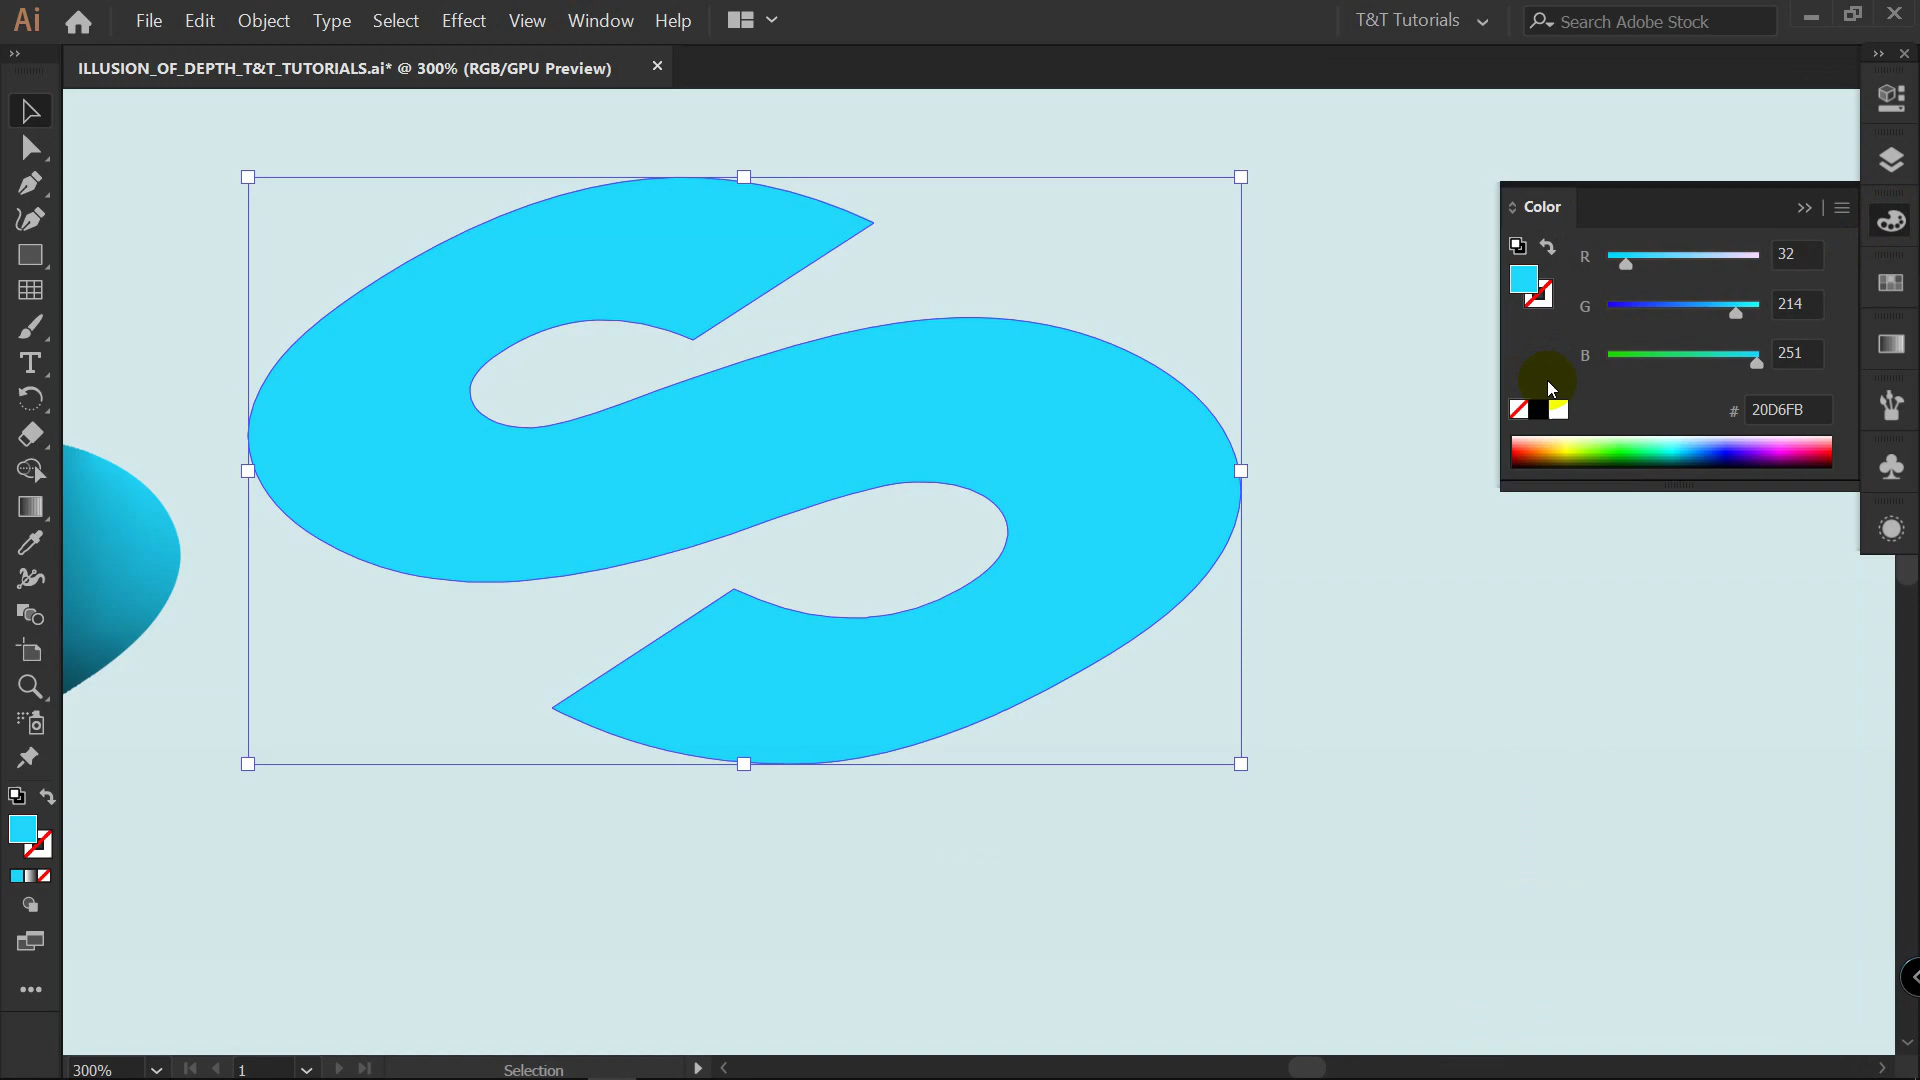 Ai File Edit Object Type Select Effect View Window Help T&T Tutorials Search Adobe Stock
ILLUSION_OF_DEPTH_T&T_TUTORIALS.ai* @ 300% (RGB/GPU Preview)
Color
R 32
G 214
B 251
# 20D6FB
S
300% 1 Selection